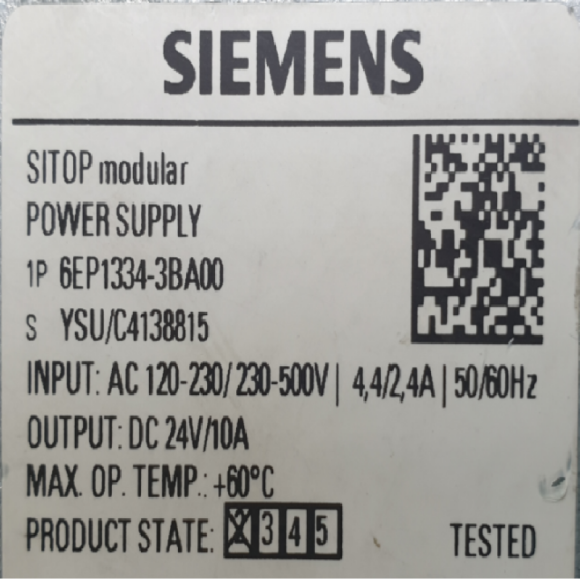 SIEMENS
SITOP modular
POWER SUPPLY
1P 6EP1334-3BA00
S YSU/C4138815
INPUT: AC 120-230/230-500V | 4,4/2,4A | 50/60Hz
OUTPUT: DC 24V/10A
MAX. OP. TEMP.: +60°C
PRODUCT STATE: X 3 4 5 TESTED